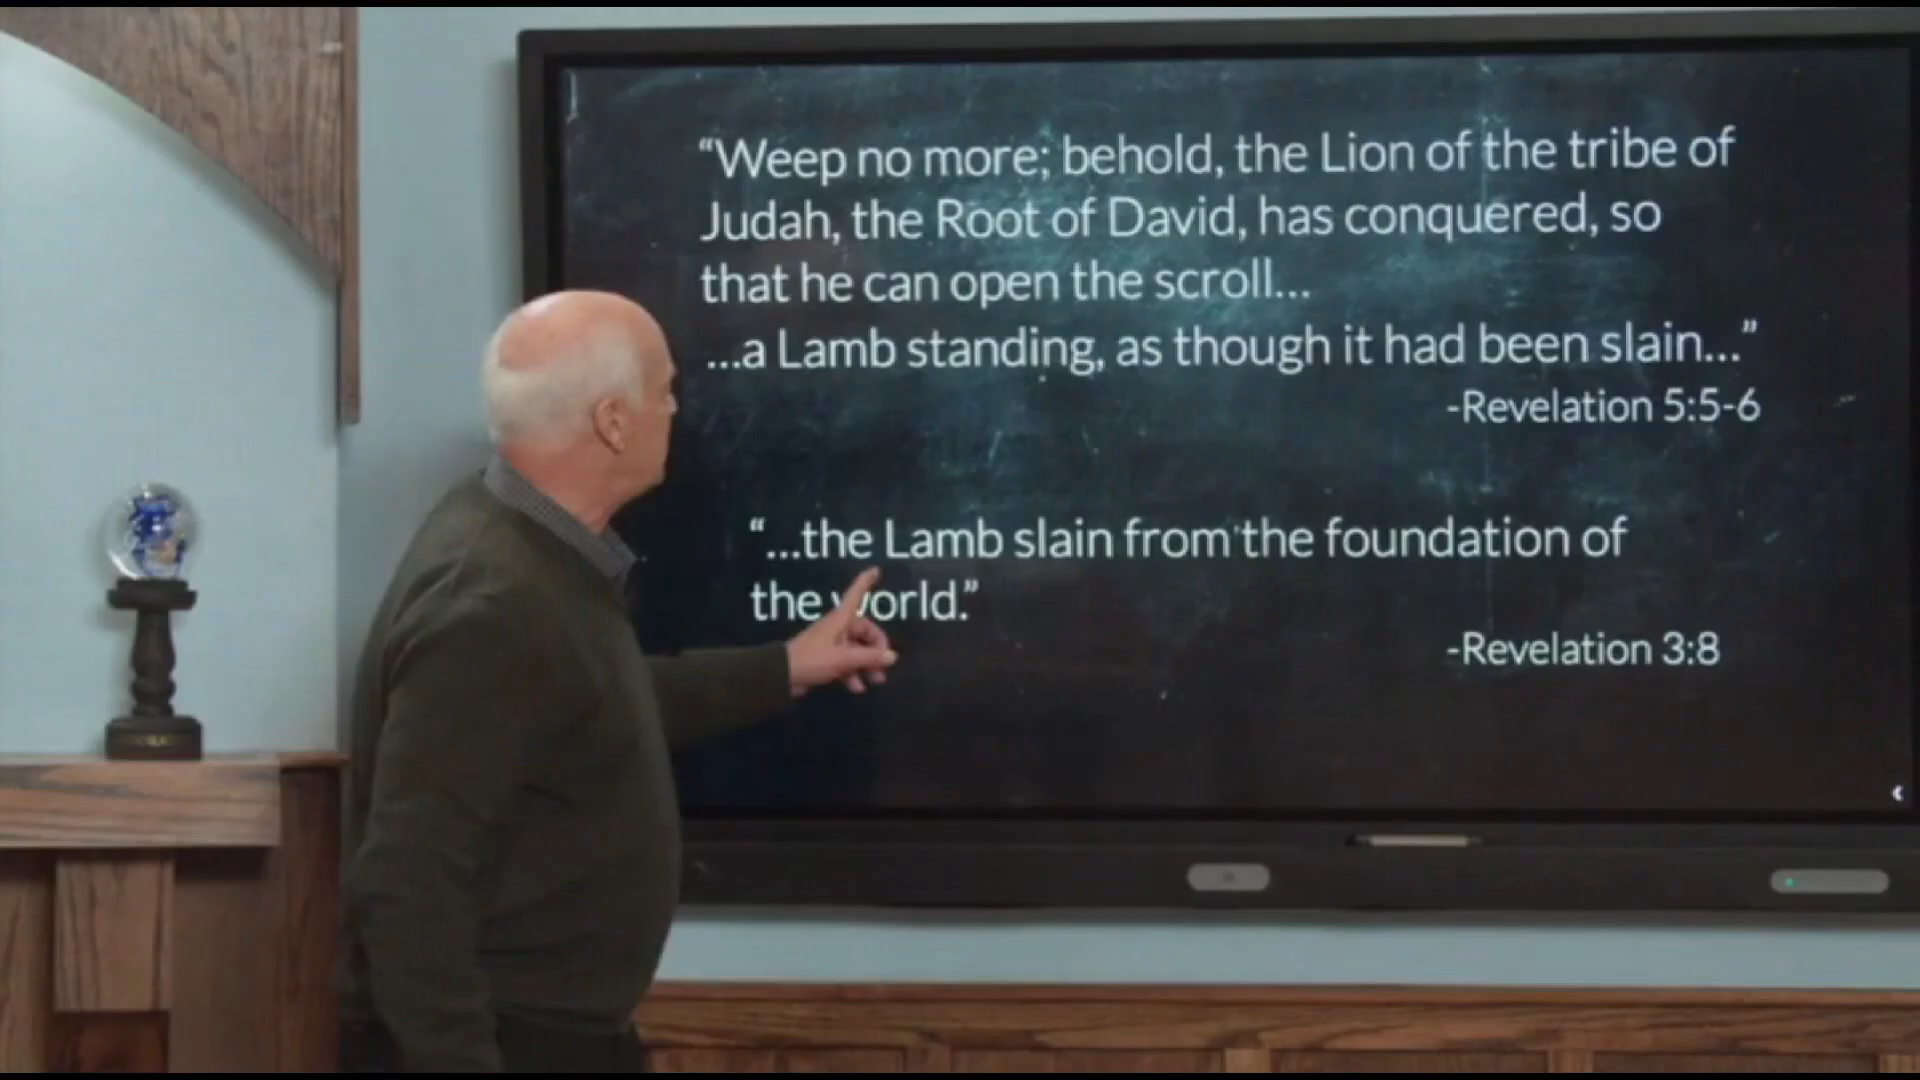 “Weep no more; behold, the Lion of the tribe of
Judah, the Root of David, has conquered, so
that he can open the scroll...
...a Lamb standing, as though it had been slain...”
-Revelation 5:5-6
“...the Lamb slain from the foundation of
the world.”
-Revelation 3:8